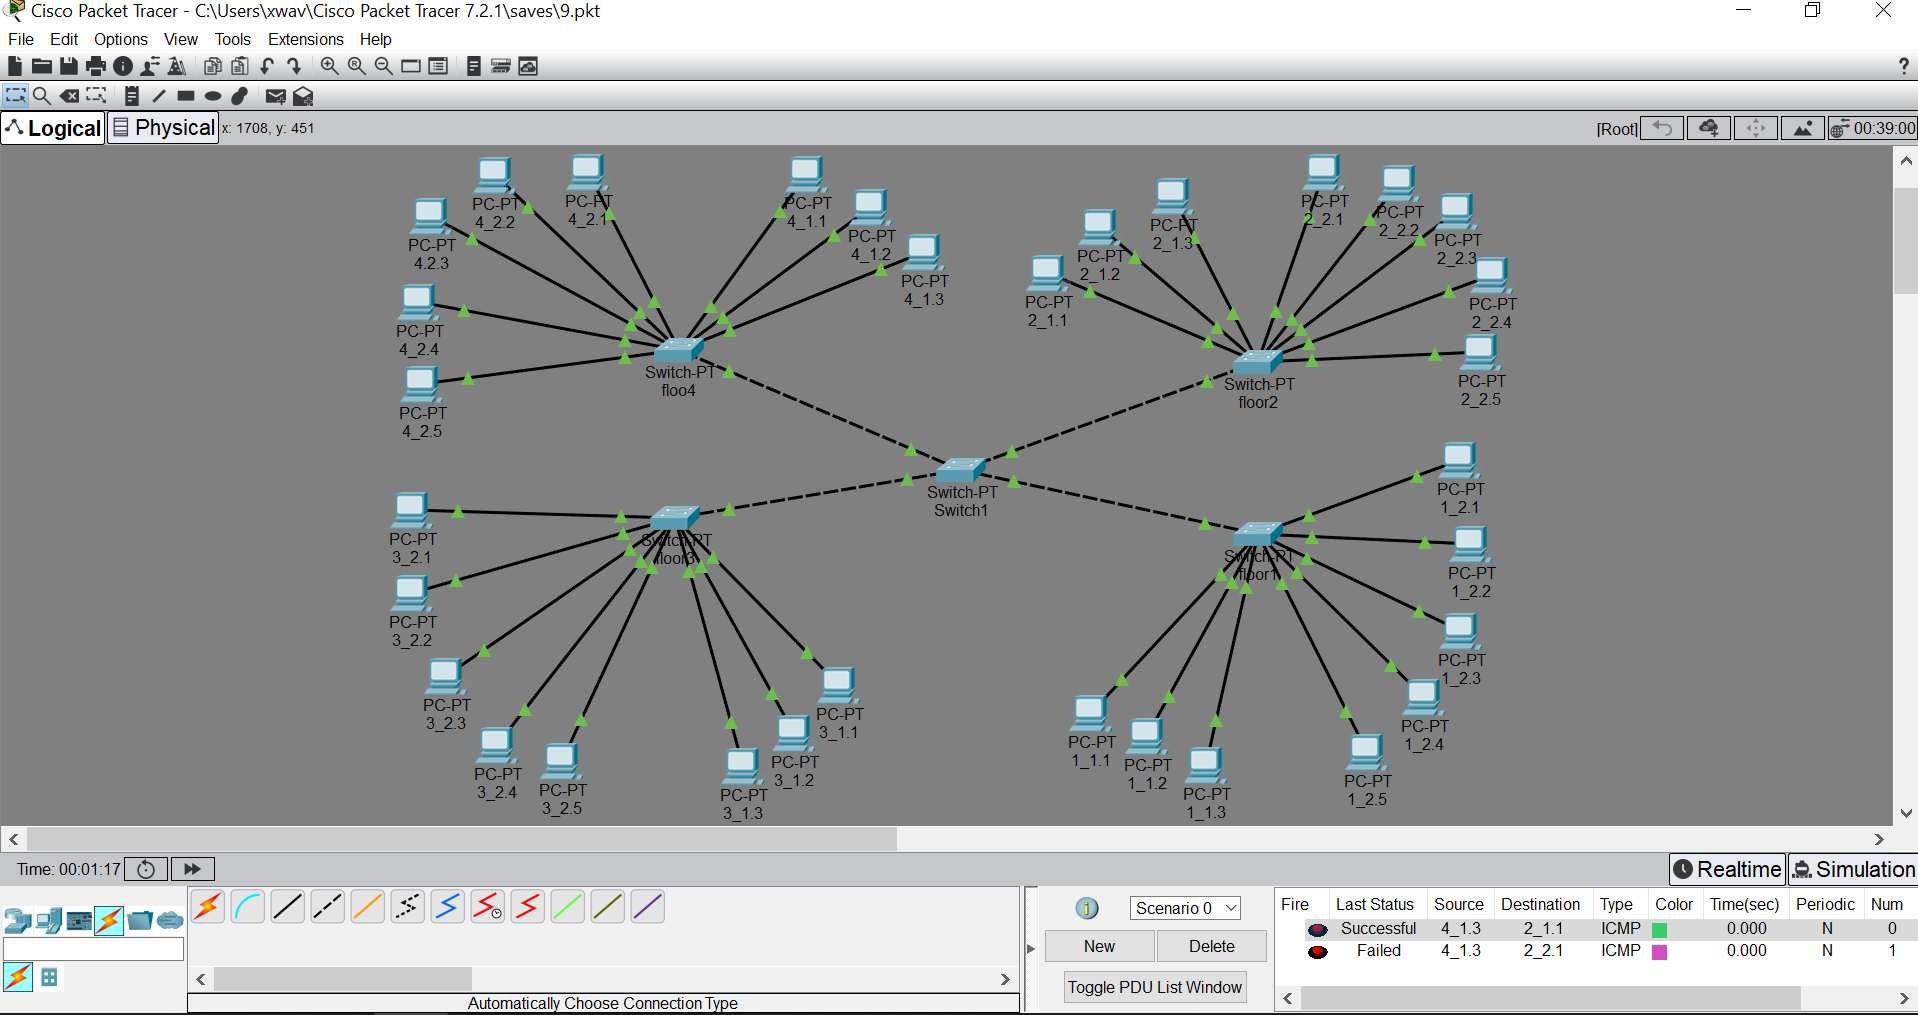 Cisco Packet Tracer - C:\Users\xwav\Cisco Packet Tracer 7.2.1\saves\9.pkt
File Edit Options View Tools Extensions Help
?
Logical Physical x: 1708, y: 451 [Root] 00:39:00
PC-PT
4_2.2
PC-PT
4_2.1
PC-PT
4_1.1
PC-PT
4_1.2
PC-PT
4_1.3
PC-PT
4.2.3
PC-PT
4_2.4
PC-PT
4_2.5
Switch-PT
floo4
PC-PT
2_1.3
PC-PT
2_1.2
PC-PT
2_1.1
PC-PT
2_2.1
PC-PT
2_2.2
PC-PT
2_2.3
PC-PT
2_2.4
PC-PT
2_2.5
Switch-PT
floor2
Switch-PT
Switch1
PC-PT
3_2.1
PC-PT
3_2.2
PC-PT
3_2.3
PC-PT
3_2.4
PC-PT
3_2.5
PC-PT
3_1.3
PC-PT
3_1.2
PC-PT
3_1.1
Switch-PT
floor3
Switch-PT
floor1
PC-PT
1_2.1
PC-PT
1_2.2
PC-PT
1_2.3
PC-PT
1_2.4
PC-PT
1_2.5
PC-PT
1_1.1
PC-PT
1_1.2
PC-PT
1_1.3
Time: 00:01:17 Realtime Simulation
Scenario 0
New Delete
Toggle PDU List Window
Automatically Choose Connection Type
Fire Last Status Source Destination Type Color Time(sec) Periodic Num
Successful 4_1.3 2_1.1 ICMP 0.000 N 0
Failed 4_1.3 2_2.1 ICMP 0.000 N 1